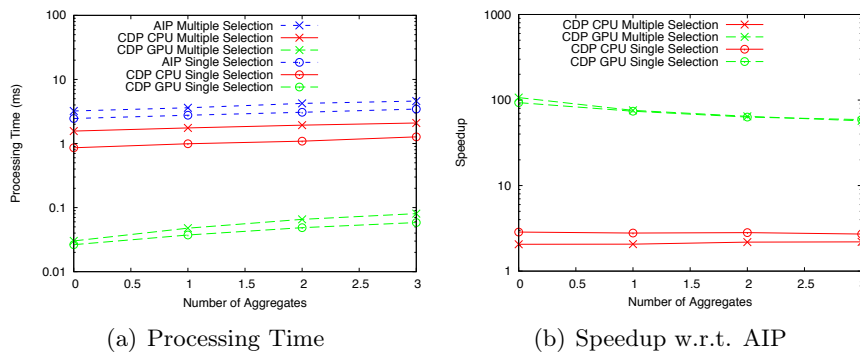 Processing Time (ms)
100
10
1
0.1
0.01
AIP Multiple Selection
CDP CPU Multiple Selection
CDP GPU Multiple Selection
AIP Single Selection
CDP CPU Single Selection
CDP GPU Single Selection
0 0.5 1 1.5 2 2.5 3
Number of Aggregates
(a) Processing Time
Speedup
1000
100
10
1
CDP CPU Multiple Selection
CDP GPU Multiple Selection
CDP CPU Single Selection
CDP GPU Single Selection
0 0.5 1 1.5 2 2.5
Number of Aggregates
(b) Speedup w.r.t. AIP